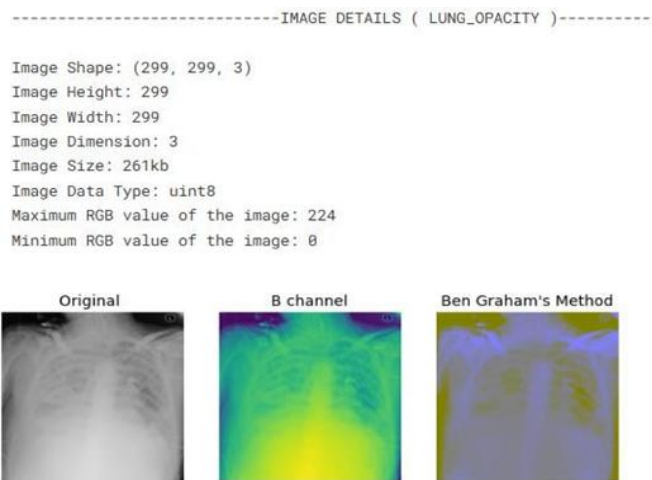 ----------------------------IMAGE DETAILS ( LUNG_OPACITY )----------
Image Shape: (299, 299, 3)
Image Height: 299
Image Width: 299
Image Dimension: 3
Image Size: 261kb
Image Data Type: uint8
Maximum RGB value of the image: 224
Minimum RGB value of the image: 0
Original B channel Ben Graham's Method